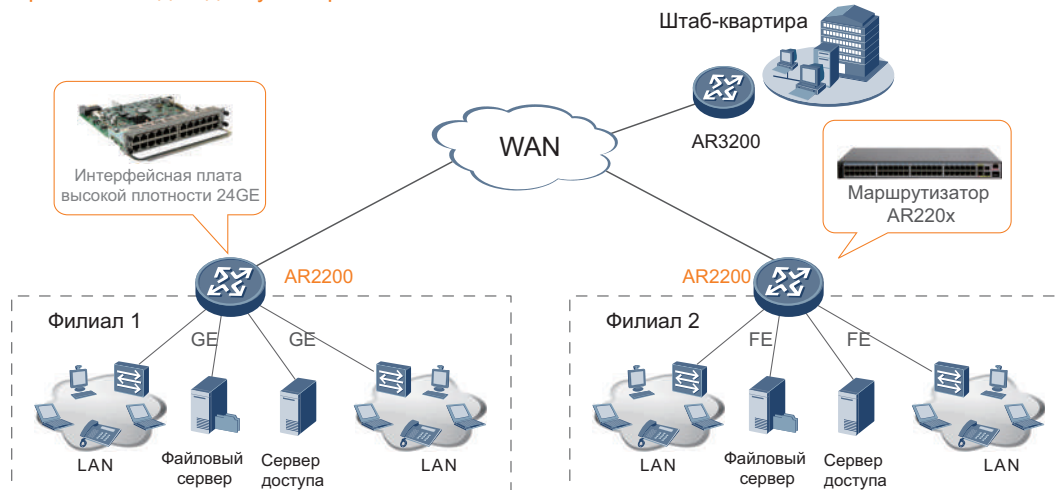 Штаб-квартира
WAN
AR3200
Интерфейсная плата
высокой плотности 24GE
Маршрутизатор
AR220x
AR2200
AR2200
Филиал 1
GE
GE
LAN
Файловый
сервер
Сервер
доступа
LAN
Филиал 2
FE
FE
LAN
Файловый
сервер
Сервер
доступа
LAN